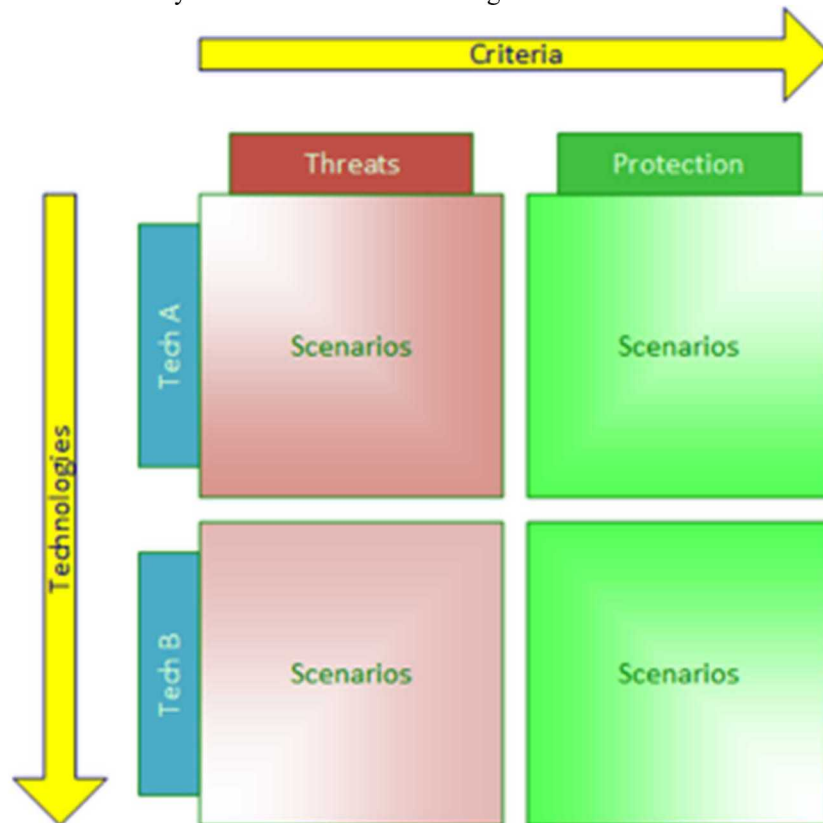 Criteria
Threats
Protection
Tech A
Scenarios
Scenarios
Technologies
Tech B
Scenarios
Scenarios